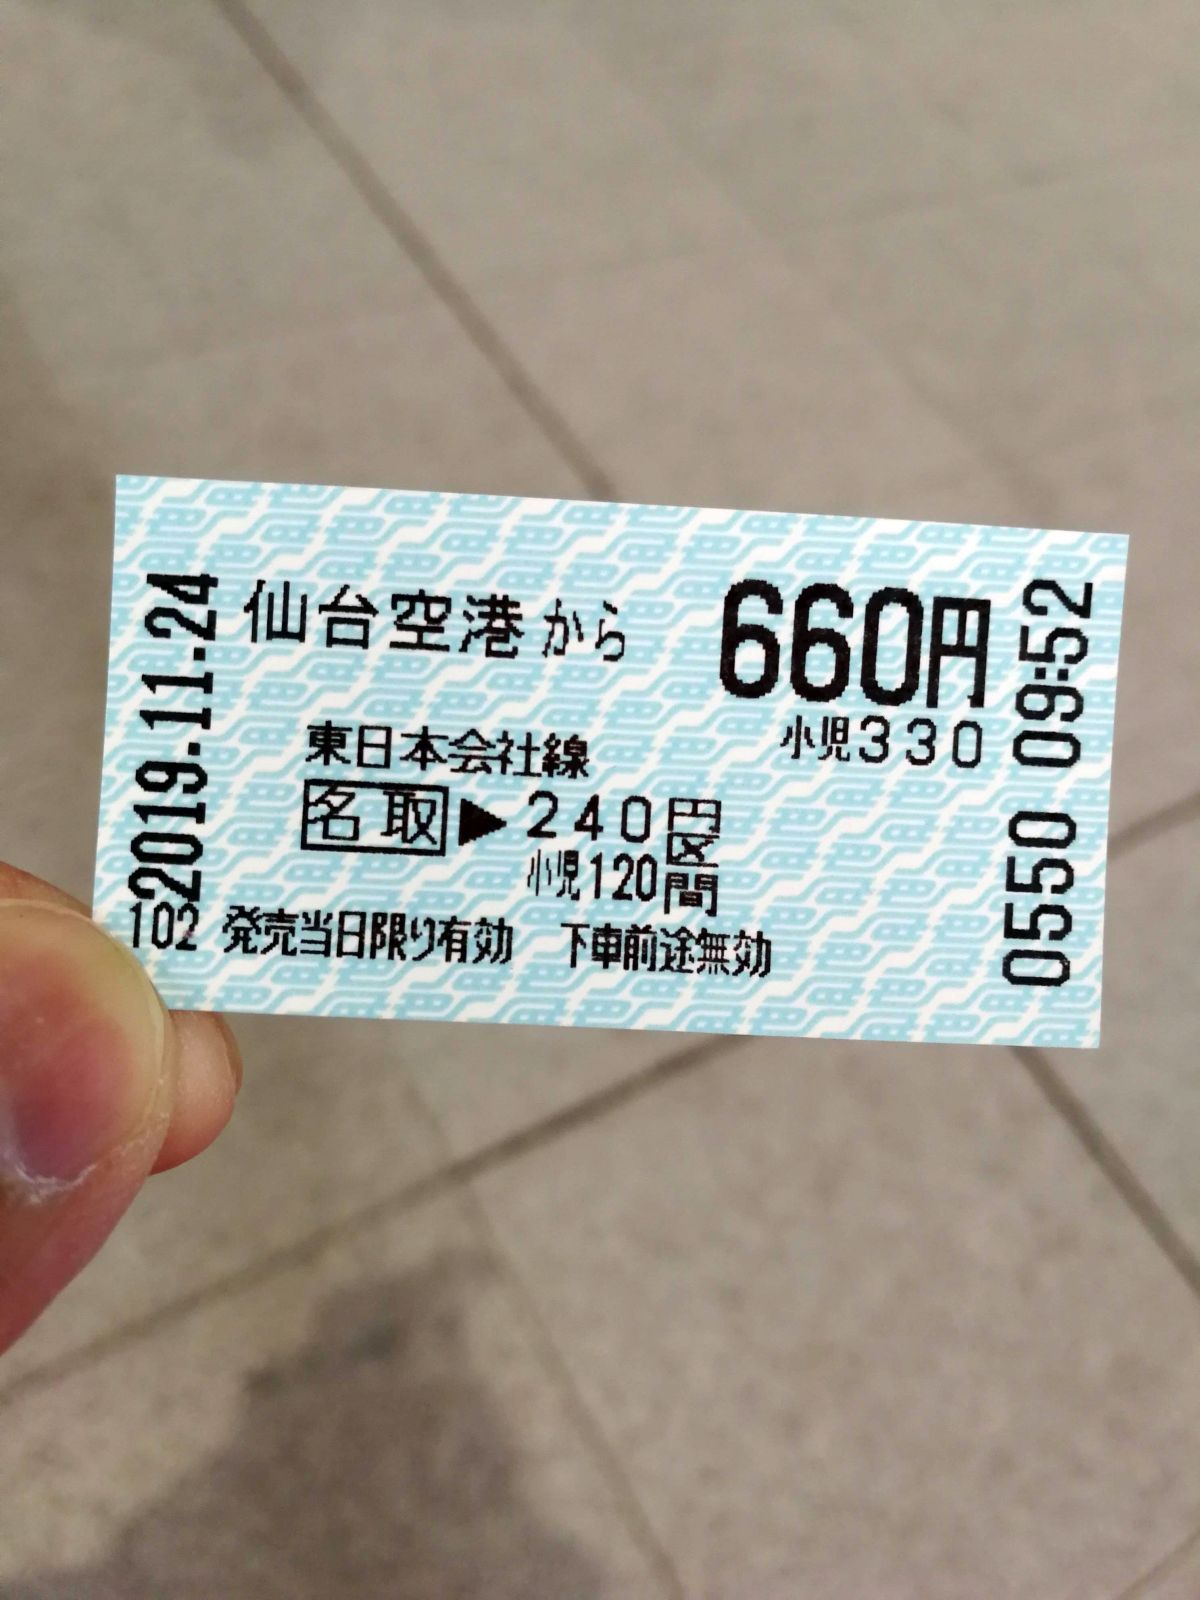 2019.11.24
仙台空港から
660円
小児330
東日本会社線
名取▶240円区間
小児120
102 発売当日限り有効 下車前途無効
0550 09:52